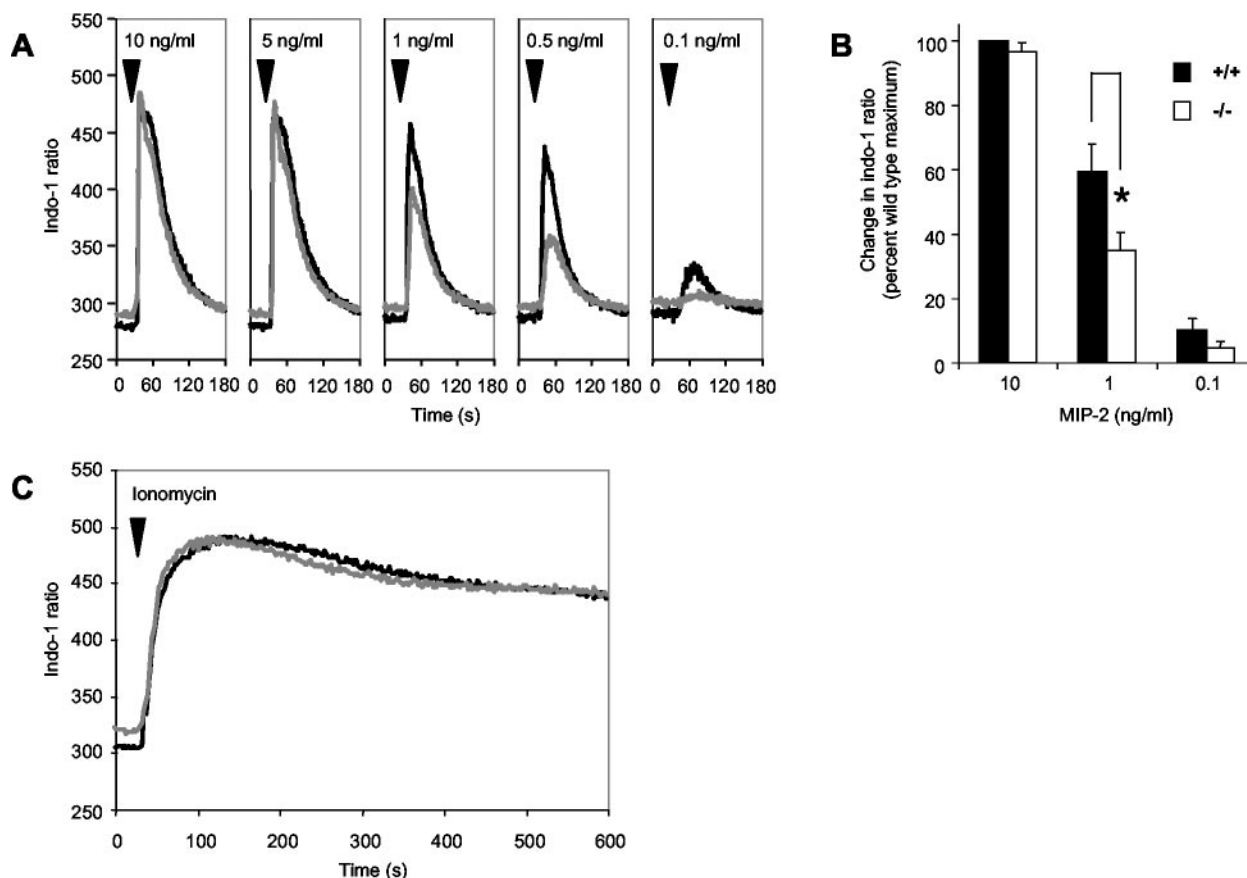 A
550
500
450
400
350
300
250
Indo-1 ratio
10 ng/ml
5 ng/ml
1 ng/ml
0.5 ng/ml
0.1 ng/ml
0 60 120 180
0 60 120 180
0 60 120 180
0 60 120 180
0 60 120 180
Time (s)
B
100
80
60
40
20
0
Change in indo-1 ratio
(percent wild type maximum)
+/+
-/-
*
10 1 0.1
MIP-2 (ng/ml)
C
550
500
450
400
350
300
250
Indo-1 ratio
Ionomycin
0 100 200 300 400 500 600
Time (s)